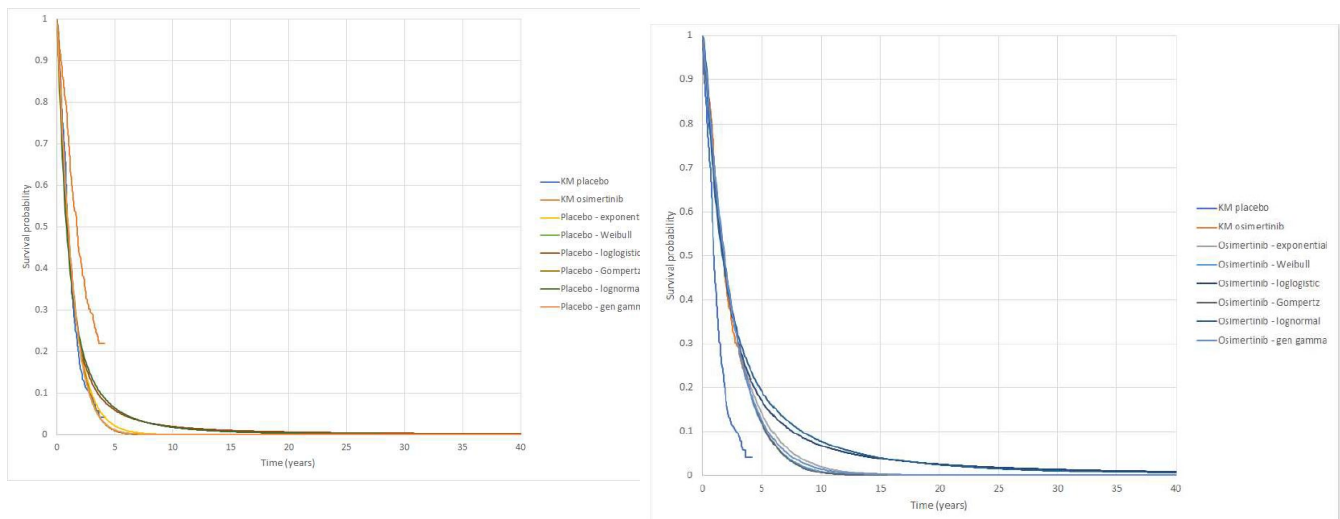 1
0.9
0.8
0.7
0.6
0.5
0.4
0.3
0.2
0.1
0
Survival probability
0 5 10 15 20 25 30 35 40
Time (years)
KM placebo
KM osimertinib
Placebo - exponent
Placebo - Weibull
Placebo - loglogistic
Placebo - Gompertz
Placebo - lognorma
Placebo - gen gamm
1
0.9
0.8
0.7
0.6
0.5
0.4
0.3
0.2
0.1
0
Survival probability
0 5 10 15 20 25 30 35 40
Time (years)
KM placebo
KM osimertinib
Osimertinib - exponential
Osimertinib - Weibull
Osimertinib - loglogistic
Osimertinib - Gompertz
Osimertinib - lognormal
Osimertinib - gen gamma